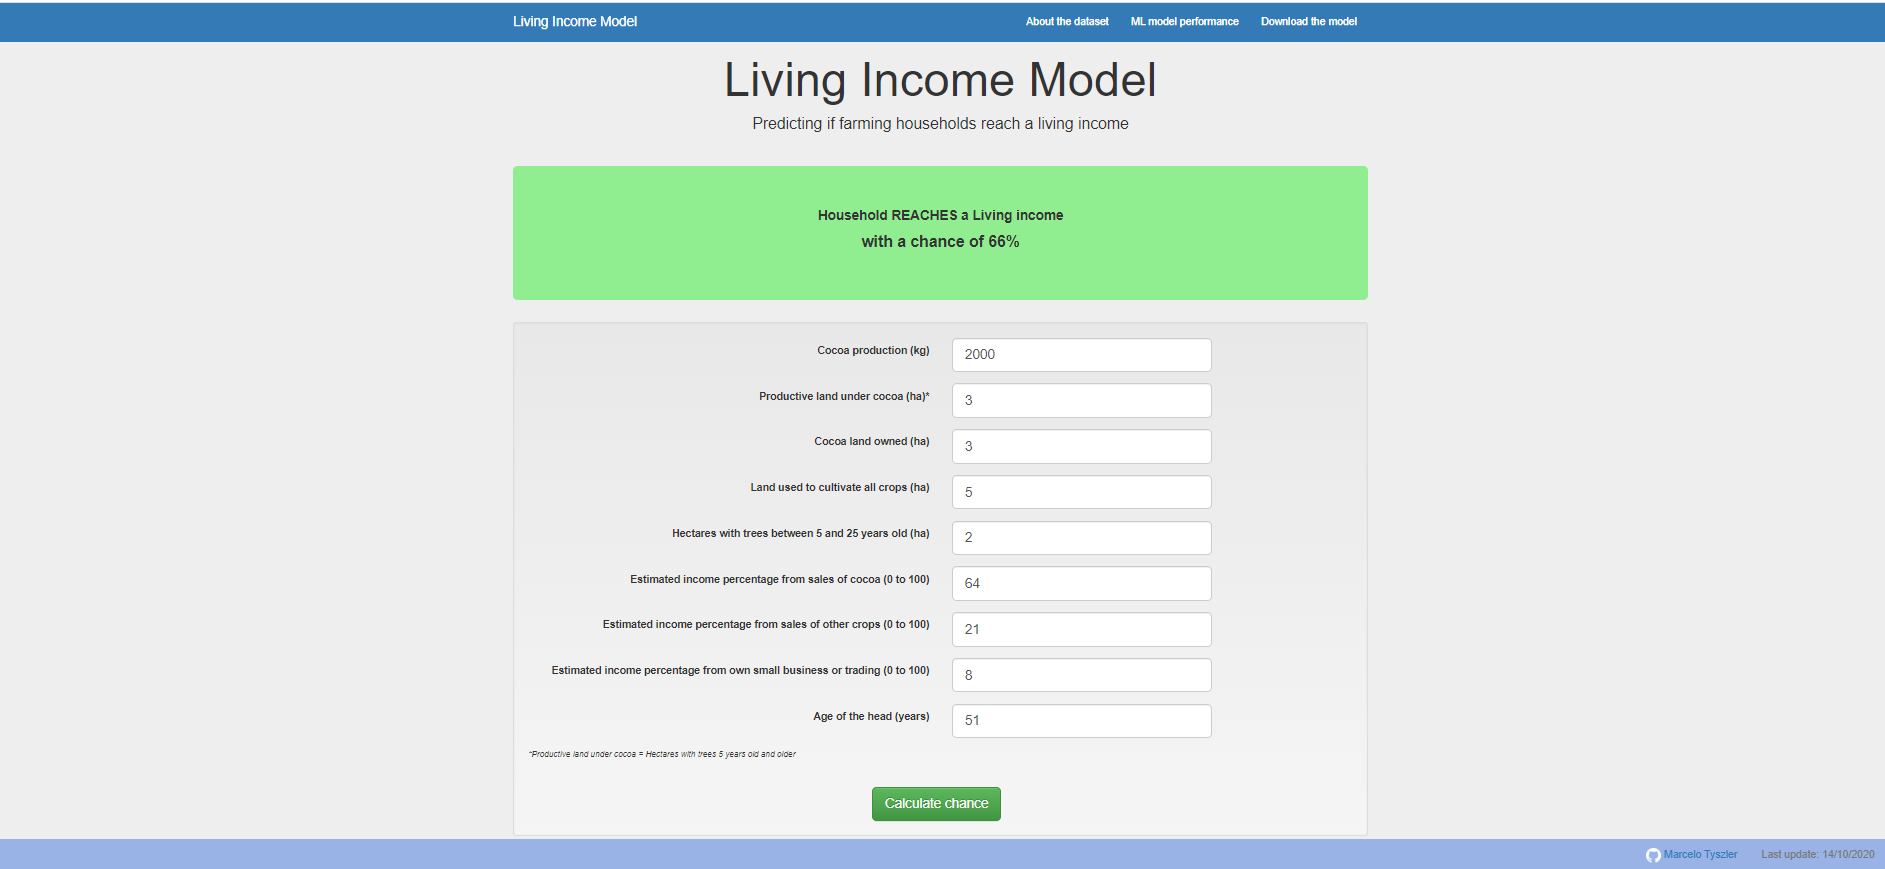 Living Income Model
About the dataset
ML model performance
Download the model
Living Income Model
Predicting if farming households reach a living income
Household REACHES a Living income
with a chance of 66%
Cocoa production (kg)
2000
Productive land under cocoa (ha)*
3
Cocoa land owned (ha)
3
Land used to cultivate all crops (ha)
5
Hectares with trees between 5 and 25 years old (ha)
2
Estimated income percentage from sales of cocoa (0 to 100)
64
Estimated income percentage from sales of other crops (0 to 100)
21
Estimated income percentage from own small business or trading (0 to 100)
8
Age of the head (years)
51
*Productive land under cocoa = Hectares with trees 5 years old and older
Calculate chance
Marcelo Tyszler
Last update: 14/10/2020